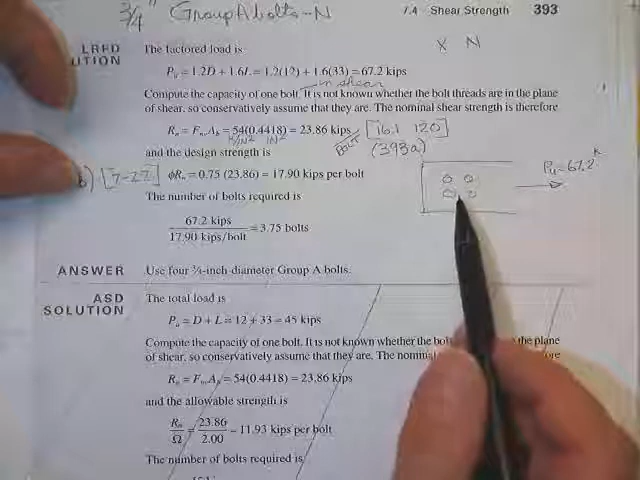 3/4" Group A bolts - N
7.4 Shear Strength 393
X N
LRFD
UTION
The factored load is
Pu = 1.2D + 1.6L = 1.2(12) + 1.6(33) = 67.2 kips
in shear
Compute the capacity of one bolt. It is not known whether the bolt threads are in the plane
of shear, so conservatively assume that they are. The nominal shear strength is therefore
Rn = FnvAb = 54(0.4418) = 23.86 kips [16.1 120]
K/IN² IN² BOLT (393a)
and the design strength is
b) [7-22] ϕRn = 0.75 (23.86) = 17.90 kips per bolt
Pu=67.2k
The number of bolts required is
67.2 kips
17.90 kips/bolt = 3.75 bolts
ANSWER Use four ¾-inch-diameter Group A bolts.
ASD
SOLUTION
The total load is
Pa = D + L = 12 + 33 = 45 kips
Compute the capacity of one bolt. It is not known whether the bol the plane
of shear, so conservatively assume that they are. The nominal ore
Rn = FnvAb = 54(0.4418) = 23.86 kips
and the allowable strength is
Rn/Ω = 23.86/2.00 = 11.93 kips per bolt
The number of bolts required is